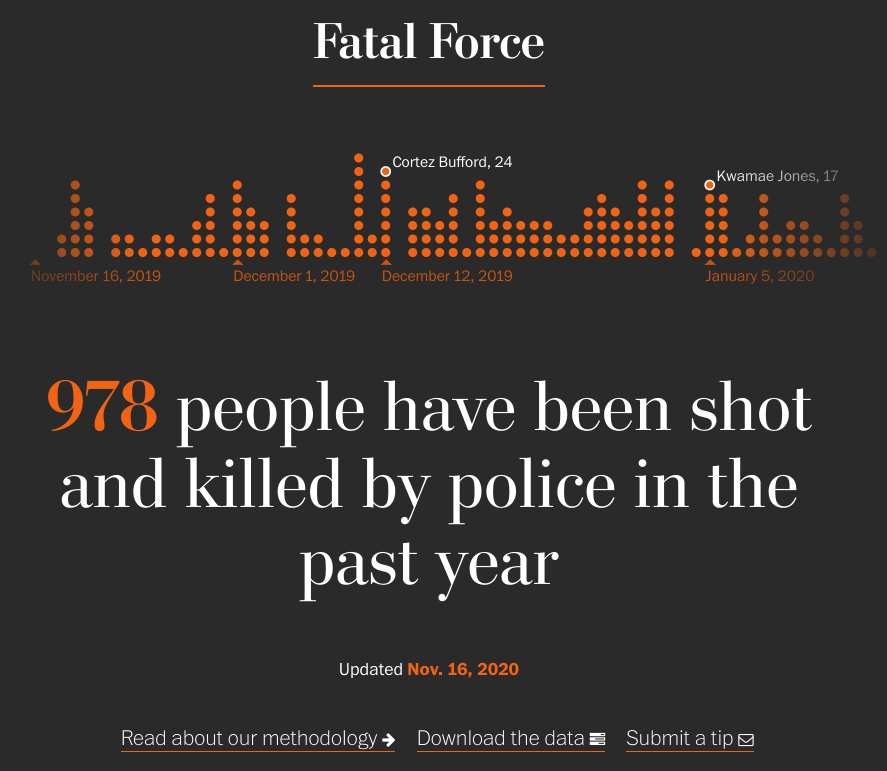 Fatal Force
Cortez Bufford, 24
Kwamae Jones, 17
November 16, 2019
December 1, 2019
December 12, 2019
January 5, 2020
978 people have been shot
and killed by police in the
past year
Updated Nov. 16, 2020
Read about our methodology
Download the data
Submit a tip